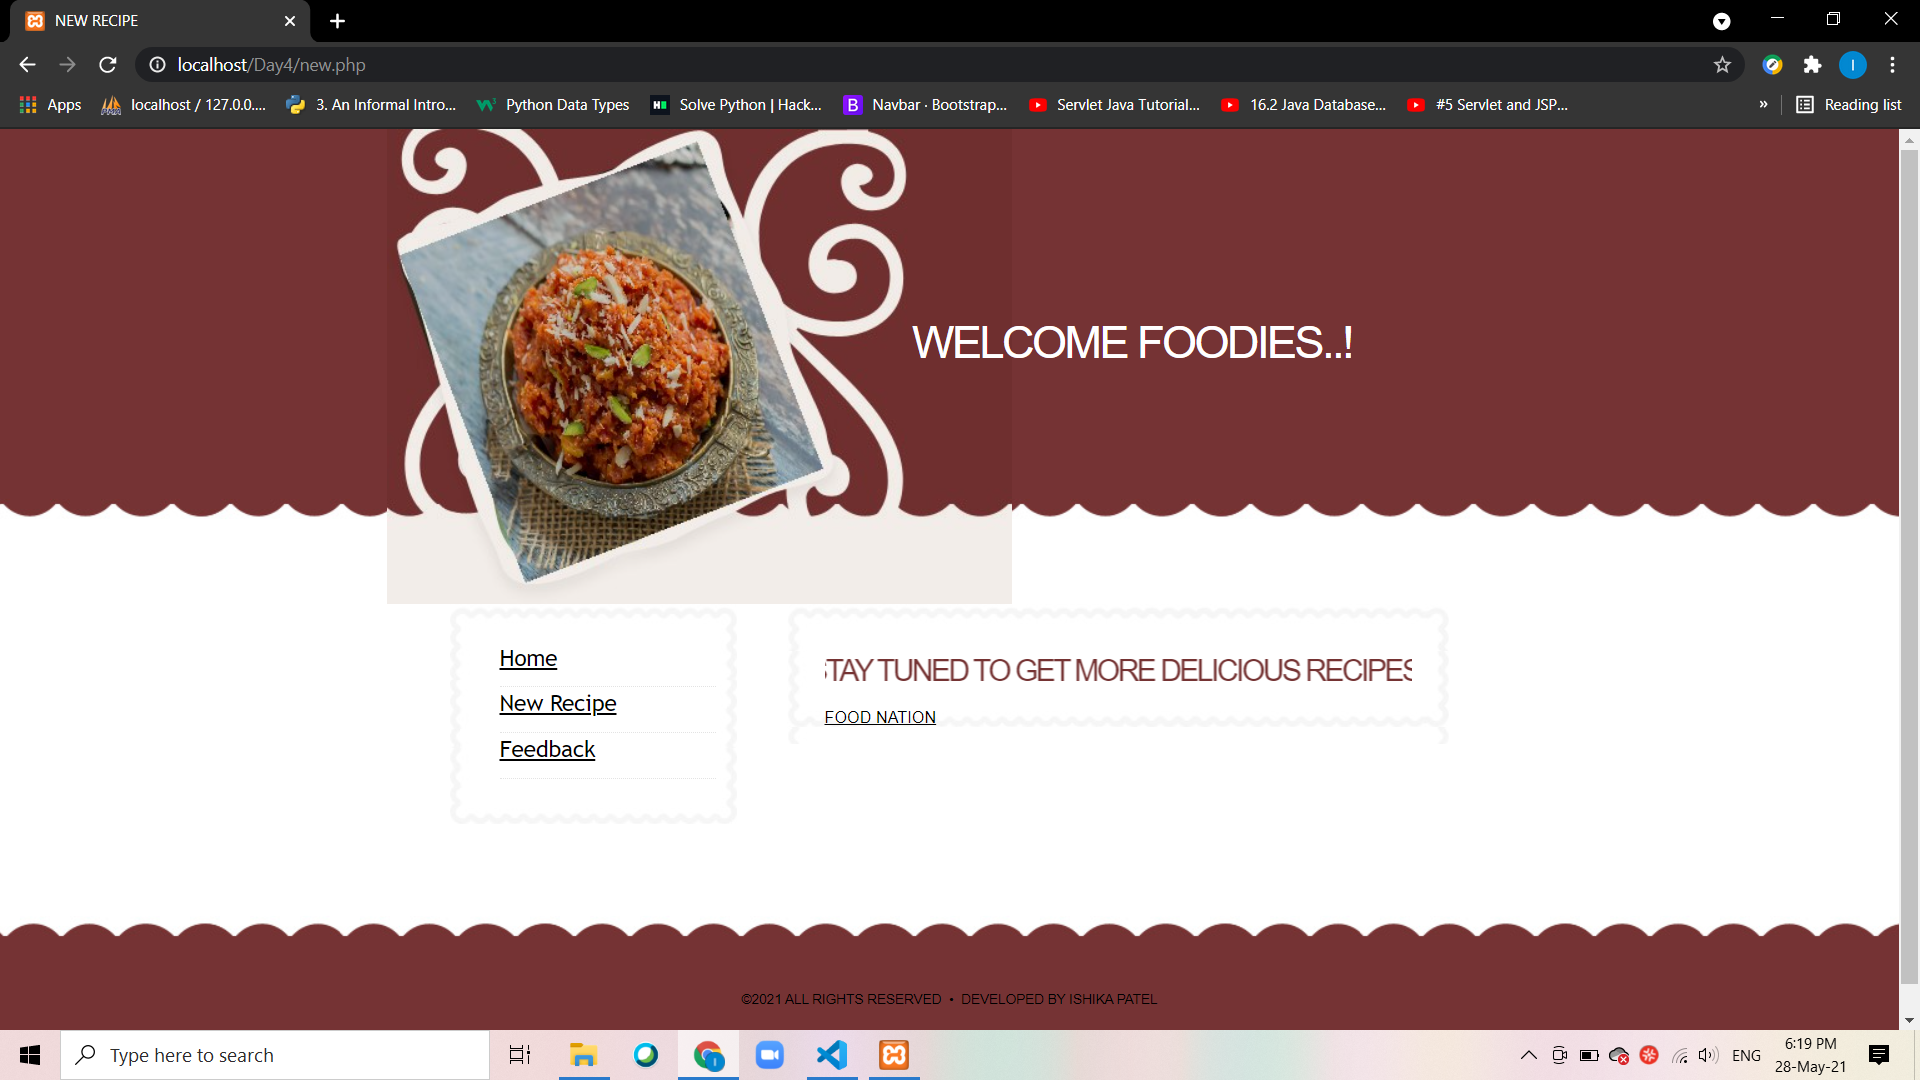 NEW RECIPE
localhost/Day4/new.php
Apps localhost / 127.0.0.... 3. An Informal Intro... Python Data Types Solve Python | Hack... Navbar · Bootstrap... Servlet Java Tutorial... 16.2 Java Database... #5 Servlet and JSP... » Reading list
WELCOME FOODIES..!
Home
New Recipe
Feedback
STAY TUNED TO GET MORE DELICIOUS RECIPES
FOOD NATION
©2021 ALL RIGHTS RESERVED • DEVELOPED BY ISHIKA PATEL
Type here to search
ENG
6:19 PM
28-May-21